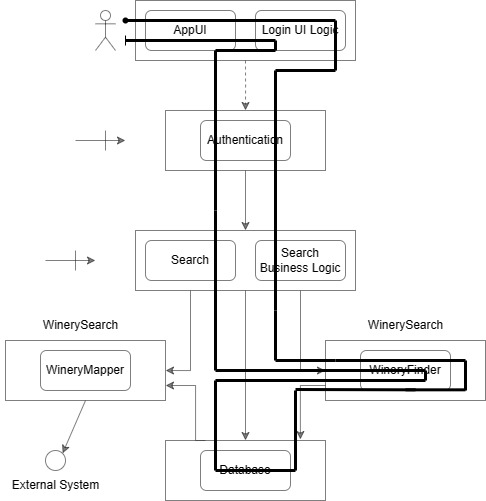 AppUI
Login UI Logic
Authentication
Search
Search
Business Logic
WinerySearch
WinerySearch
WineryMapper
WineryFinder
Database
External System